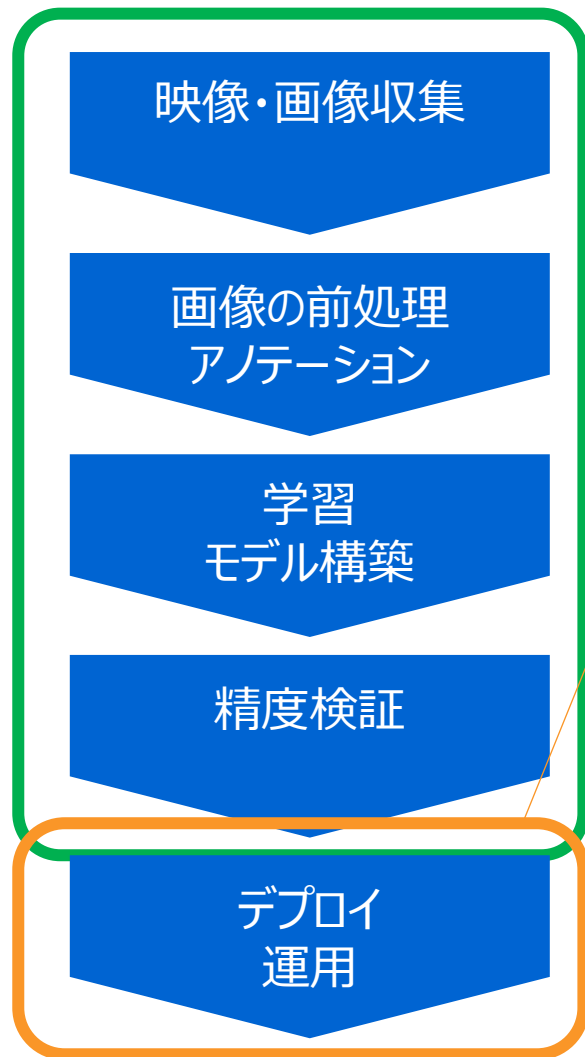 映像・画像収集
画像の前処理
アノテーション
学習
モデル構築
精度検証
デプロイ
運用